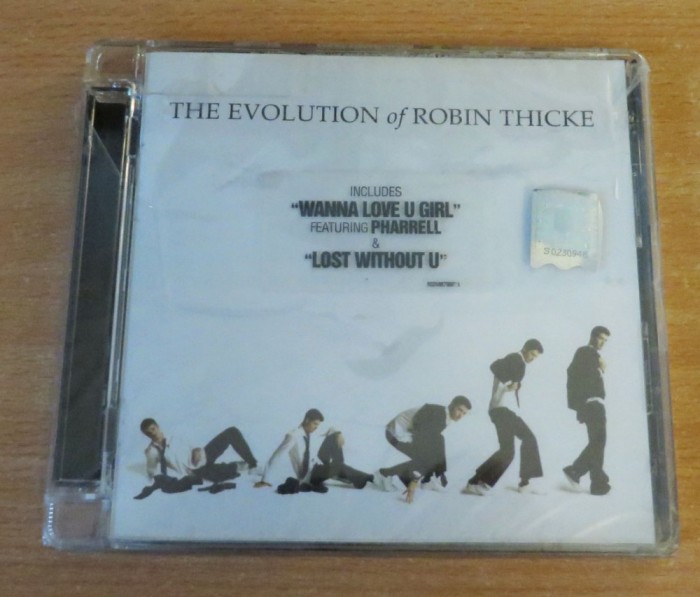 THE EVOLUTION of ROBIN THICKE
INCLUDES
"WANNA LOVE U GIRL"
FEATURING PHARRELL
&
"LOST WITHOUT U"